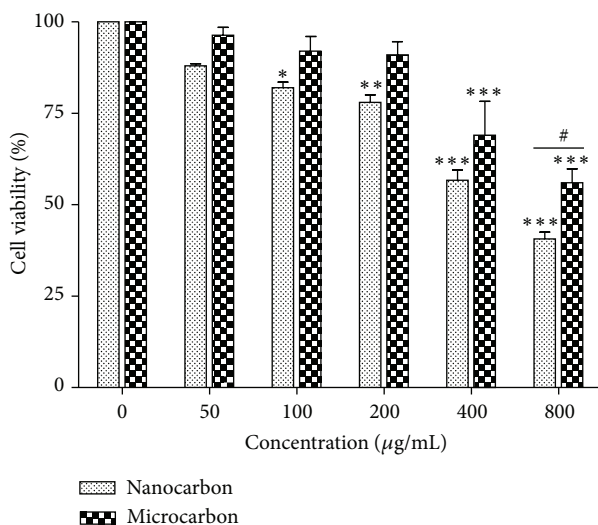 100
75
50
25
0
Cell viability (%)
*
**
***
***
***
***
#
0 50 100 200 400 800
Concentration (µg/mL)
Nanocarbon
Microcarbon